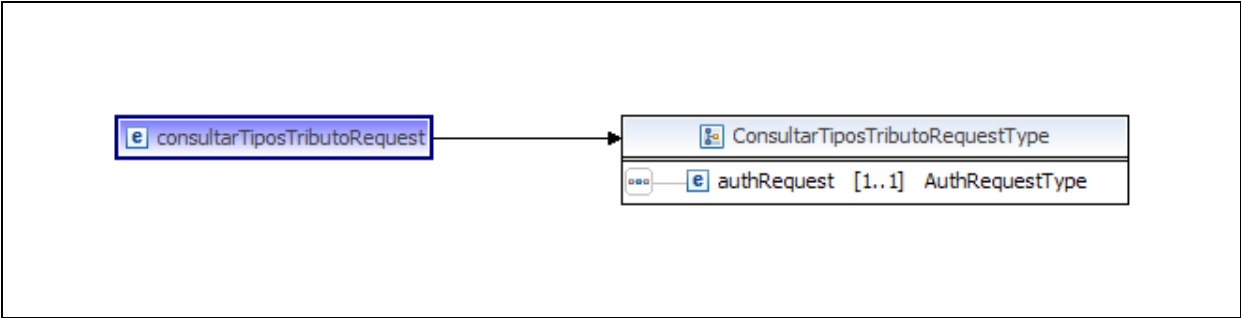 e consultarTiposTributoRequest
ConsultarTiposTributoRequestType
e authRequest [1..1] AuthRequestType